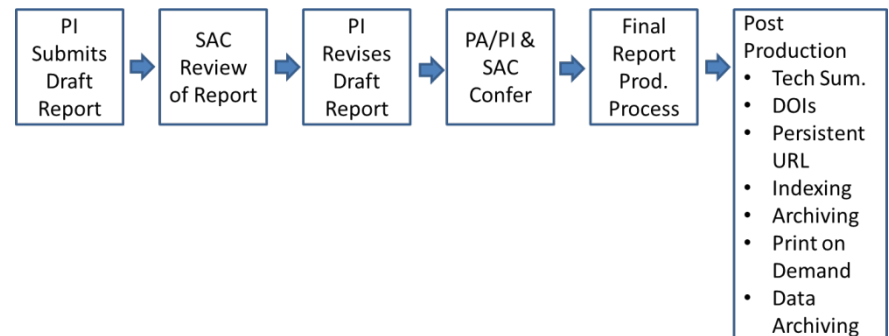 PI
Submits
Draft
Report
SAC
Review
of Report
PI
Revises
Draft
Report
PA/PI &
SAC
Confer
Final
Report
Prod.
Process
Post
Production
• Tech Sum.
• DOIs
• Persistent
URL
• Indexing
• Archiving
• Print on
Demand
• Data
Archiving